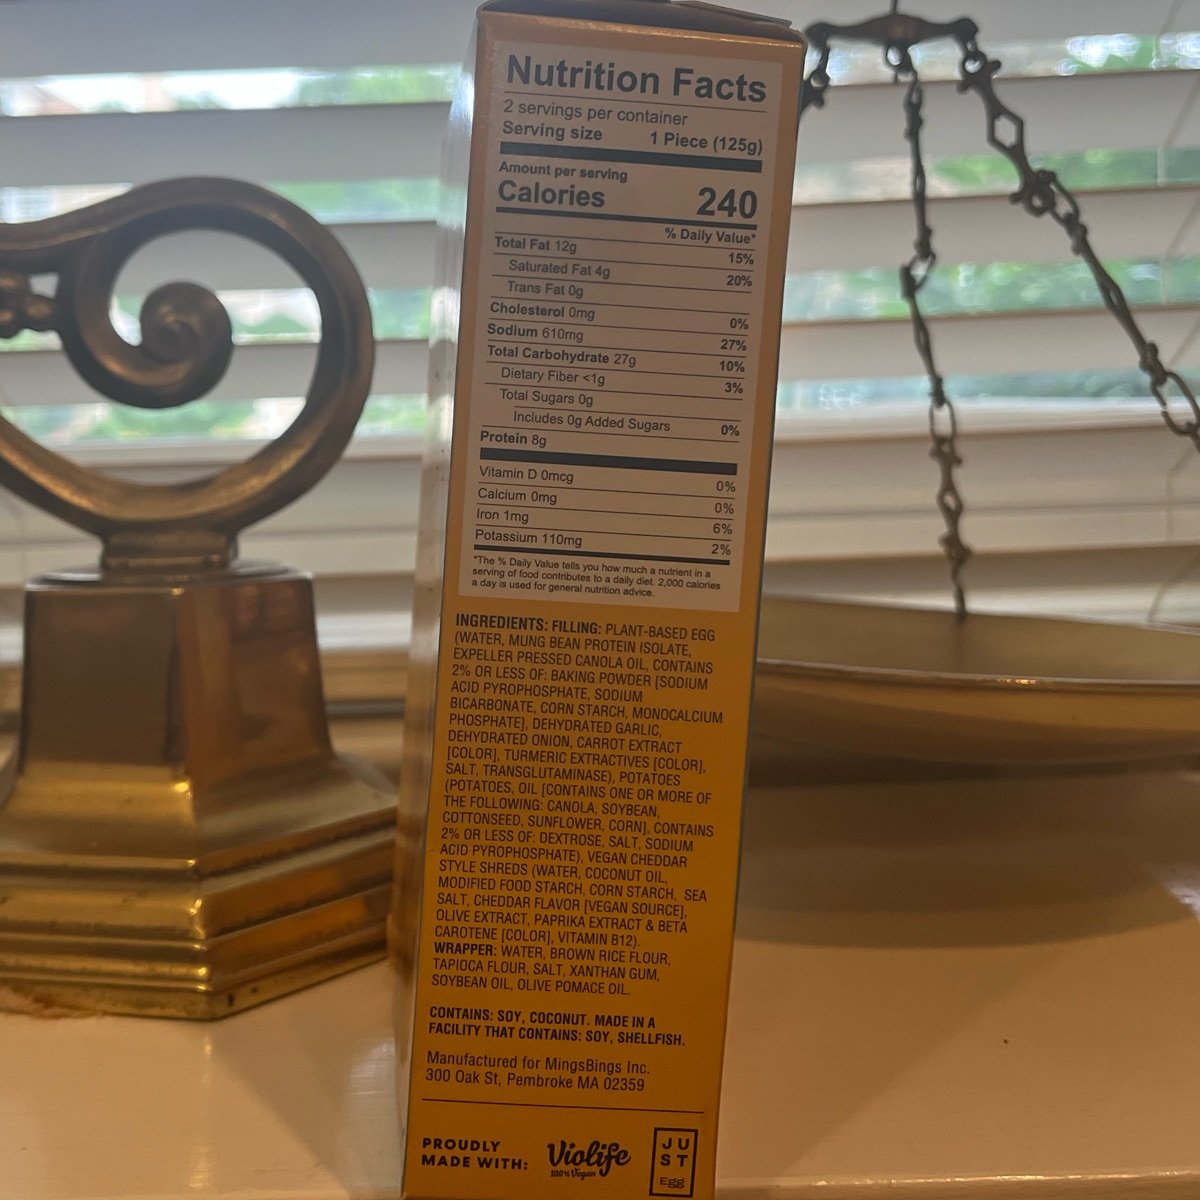 Nutrition Facts
2 servings per container
Serving size 1 Piece (125g)
Amount per serving
Calories 240
% Daily Value*
Total Fat 12g 15%
Saturated Fat 4g 20%
Trans Fat 0g
Cholesterol 0mg 0%
Sodium 610mg 27%
Total Carbohydrate 27g 10%
Dietary Fiber <1g 3%
Total Sugars 0g
Includes 0g Added Sugars 0%
Protein 8g
Vitamin D 0mcg 0%
Calcium 0mg 0%
Iron 1mg 6%
Potassium 110mg 2%
*The % Daily Value tells you how much a nutrient in a
serving of food contributes to a daily diet. 2,000 calories
a day is used for general nutrition advice.
INGREDIENTS: FILLING: PLANT-BASED EGG
(WATER, MUNG BEAN PROTEIN ISOLATE,
EXPELLER PRESSED CANOLA OIL, CONTAINS
2% OR LESS OF: BAKING POWDER [SODIUM
ACID PYROPHOSPHATE, SODIUM
BICARBONATE, CORN STARCH, MONOCALCIUM
PHOSPHATE], DEHYDRATED GARLIC,
DEHYDRATED ONION, CARROT EXTRACT
[COLOR], TURMERIC EXTRACTIVES [COLOR],
SALT, TRANSGLUTAMINASE), POTATOES
(POTATOES, OIL [CONTAINS ONE OR MORE OF
THE FOLLOWING: CANOLA, SOYBEAN,
COTTONSEED, SUNFLOWER, CORN], CONTAINS
2% OR LESS OF: DEXTROSE, SALT, SODIUM
ACID PYROPHOSPHATE), VEGAN CHEDDAR
STYLE SHREDS (WATER, COCONUT OIL,
MODIFIED FOOD STARCH, CORN STARCH, SEA
SALT, CHEDDAR FLAVOR [VEGAN SOURCE],
OLIVE EXTRACT, PAPRIKA EXTRACT & BETA
CAROTENE [COLOR], VITAMIN B12).
WRAPPER: WATER, BROWN RICE FLOUR,
TAPIOCA FLOUR, SALT, XANTHAN GUM,
SOYBEAN OIL, OLIVE POMACE OIL.
CONTAINS: SOY, COCONUT. MADE IN A
FACILITY THAT CONTAINS: SOY, SHELLFISH.
Manufactured for MingsBings Inc.
300 Oak St, Pembroke MA 02359
PROUDLY
MADE WITH:
Violife
100% Vegan
JU
ST
Egg